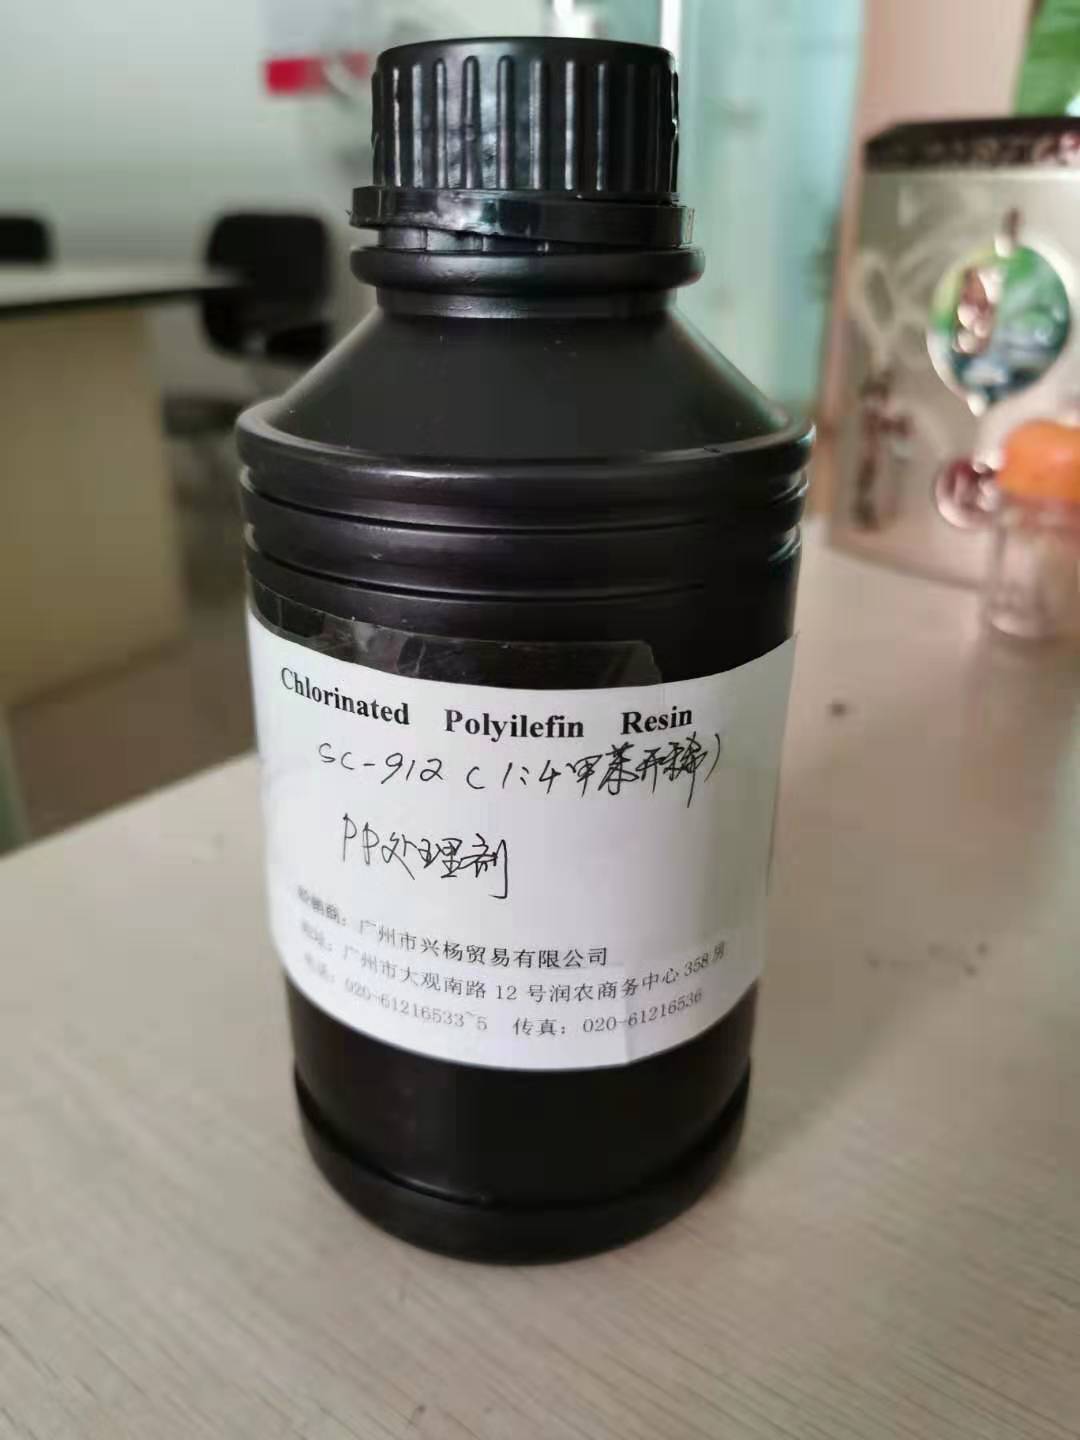 Chlorinated Polyilefin Resin
SC-912 (1:4甲苯开稀)
PP处理剂
经销商：广州市兴杨贸易有限公司
地址：广州市大观南路12号润农商务中心358房
电话：020-61216533~5 传真：020-61216536